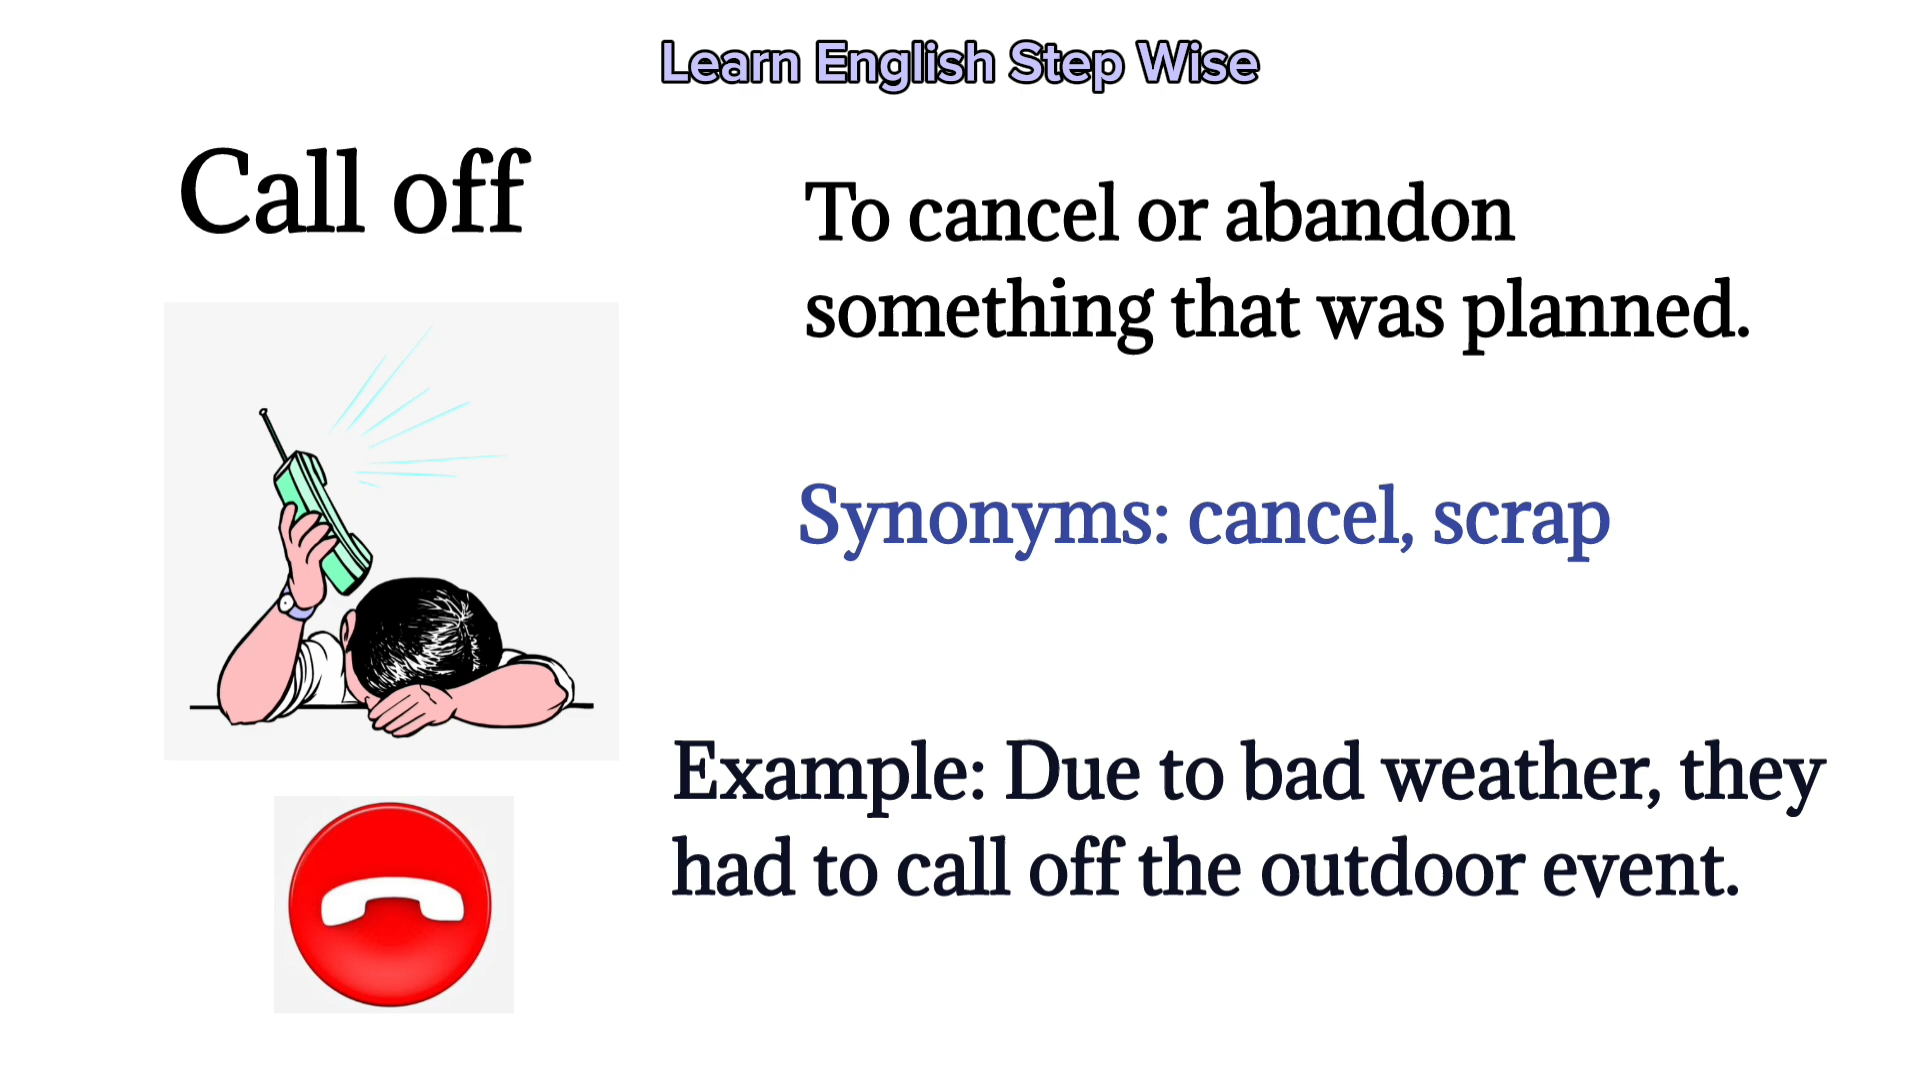 Learn English Step Wise
Call off
To cancel or abandon
something that was planned.
Synonyms: cancel, scrap
Example: Due to bad weather, they
had to call off the outdoor event.